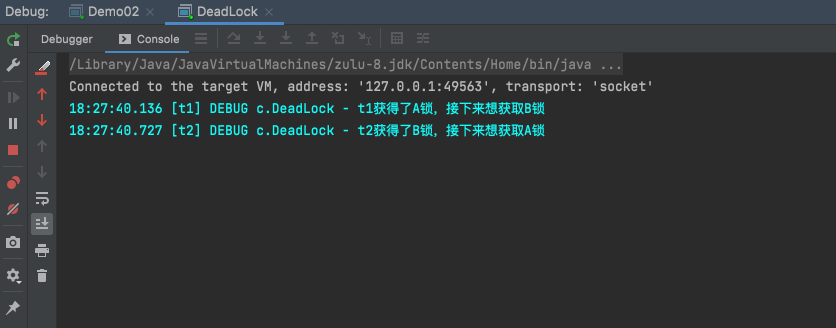 Debug: Demo02 DeadLock
Debugger Console
/Library/Java/JavaVirtualMachines/zulu-8.jdk/Contents/Home/bin/java ...
Connected to the target VM, address: '127.0.0.1:49563', transport: 'socket'
18:27:40.136 [t1] DEBUG c.DeadLock - t1获得了A锁，接下来想获取B锁
18:27:40.727 [t2] DEBUG c.DeadLock - t2获得了B锁，接下来想获取A锁